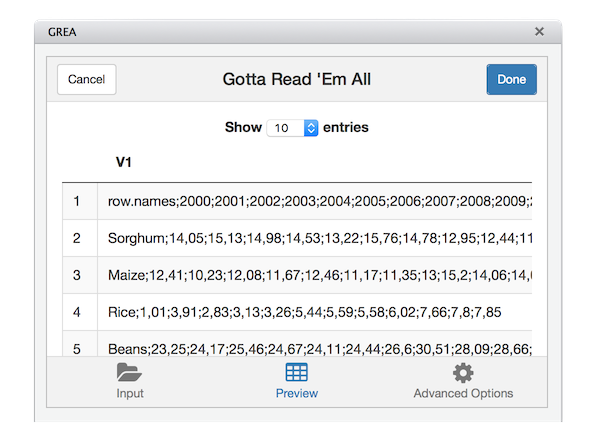 GREA
Cancel
Gotta Read 'Em All
Done
Show 10 entries
V1
1 row.names;2000;2001;2002;2003;2004;2005;2006;2007;2008;2009;
2 Sorghum;14,05;15,13;14,98;14,53;13,22;15,76;14,78;12,95;12,44;11
3 Maize;12,41;10,23;12,08;11,67;12,46;11,17;11,35;13,15,2;14,06;14,
4 Rice;1,01;3,91;2,83;3,13;3,26;5,44;5,59;5,58;6,02;7,66;7,8;7,85
5 Beans;23,25;24,17;25,46;24,67;24,11;24,44;26,6;30,51;28,09;28,66;
Input
Preview
Advanced Options